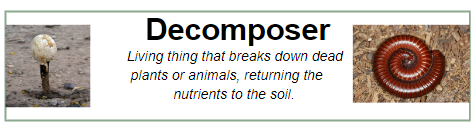 Decomposer
Living thing that breaks down dead
plants or animals, returning the
nutrients to the soil.